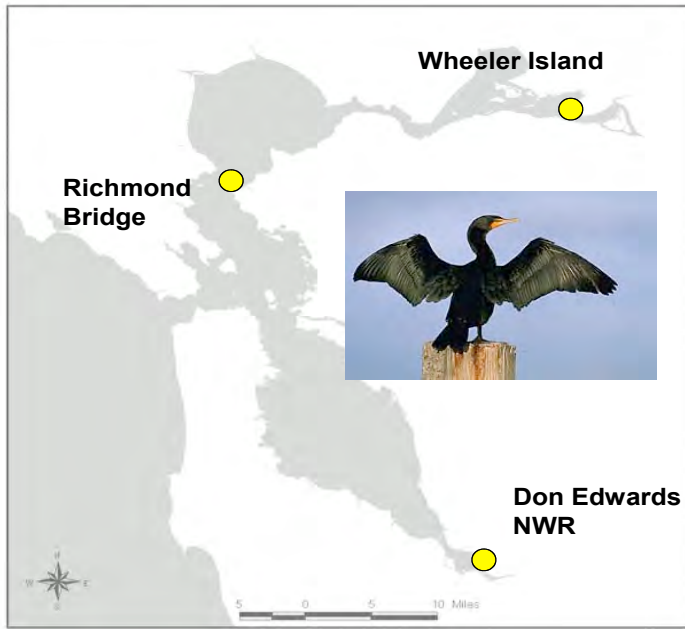 Wheeler Island
Richmond
Bridge
Don Edwards
NWR
N
W E
S
5 0 5 10 Miles